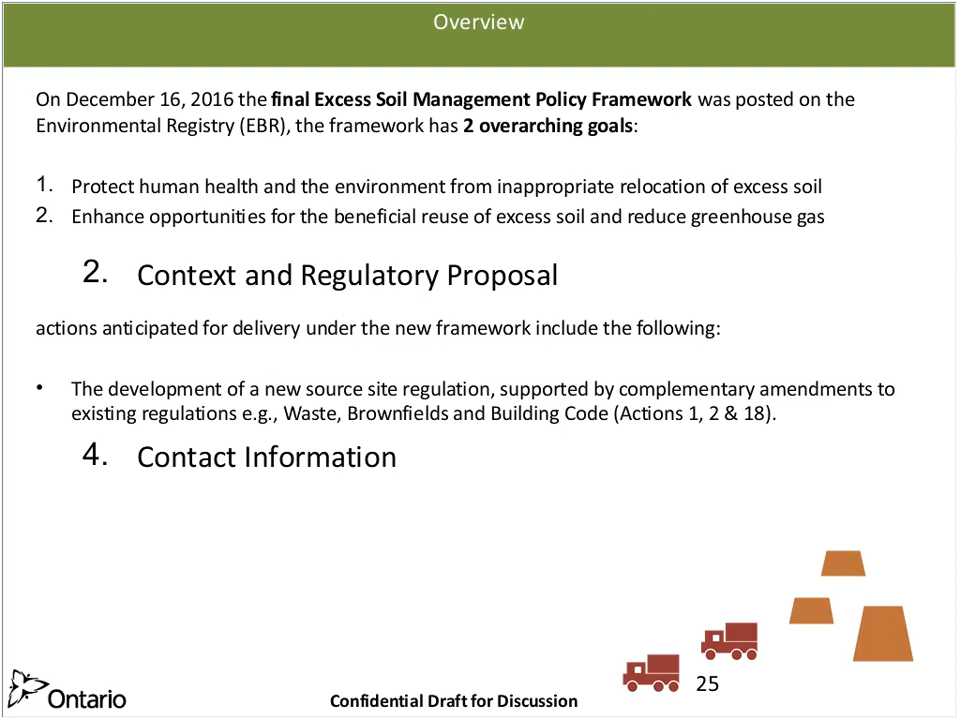 Overview
On December 16, 2016 the final Excess Soil Management Policy Framework was posted on the
Environmental Registry (EBR), the framework has 2 overarching goals:
1. Protect human health and the environment from inappropriate relocation of excess soil
2. Enhance opportunities for the beneficial reuse of excess soil and reduce greenhouse gas
2. Context and Regulatory Proposal
actions anticipated for delivery under the new framework include the following:
• The development of a new source site regulation, supported by complementary amendments to
existing regulations e.g., Waste, Brownfields and Building Code (Actions 1, 2 & 18).
4. Contact Information
25
Ontario
Confidential Draft for Discussion